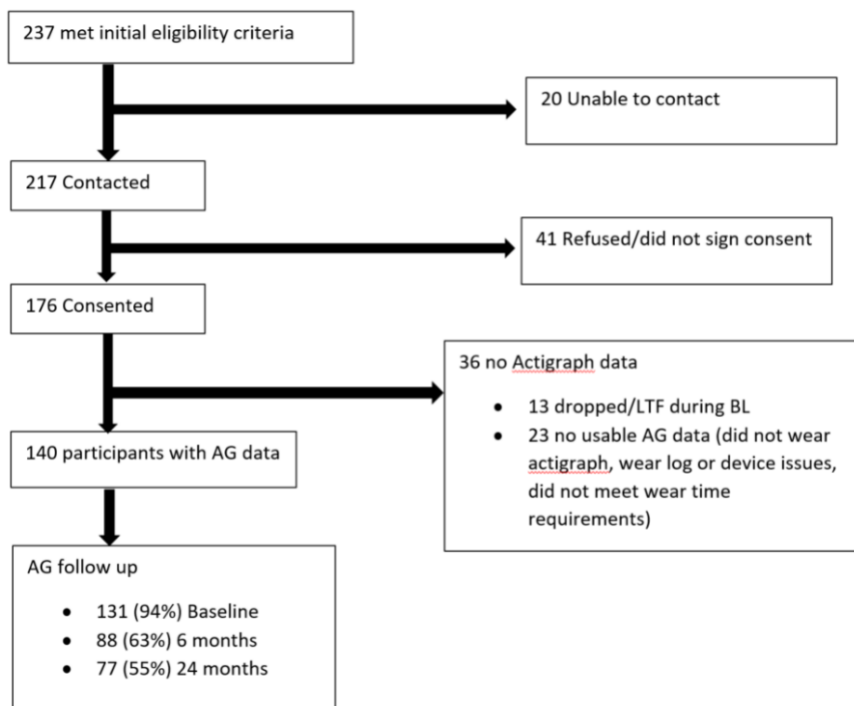 237 met initial eligibility criteria
20 Unable to contact
217 Contacted
41 Refused/did not sign consent
176 Consented
36 no Actigraph data
• 13 dropped/LTF during BL
• 23 no usable AG data (did not wear
actigraph, wear log or device issues,
did not meet wear time
requirements)
140 participants with AG data
AG follow up
• 131 (94%) Baseline
• 88 (63%) 6 months
• 77 (55%) 24 months